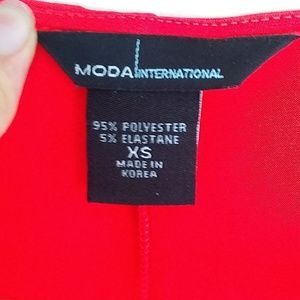 MODA INTERNATIONAL
95% POLYESTER
5% ELASTANE
XS
MADE IN
KOREA